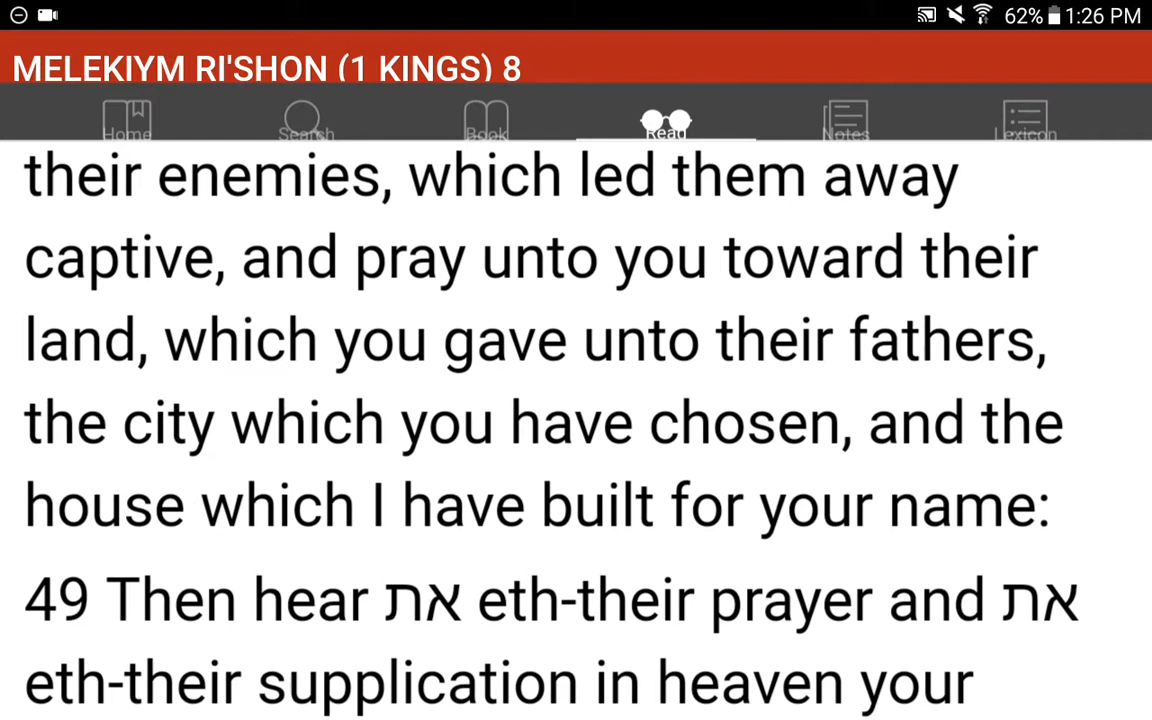 62% 1:26 PM
MELEKIYM RI'SHON (1 KINGS) 8
Home Search Book Read Notes Lexicon
their enemies, which led them away
captive, and pray unto you toward their
land, which you gave unto their fathers,
the city which you have chosen, and the
house which I have built for your name:
49 Then hear את eth-their prayer and את
eth-their supplication in heaven your